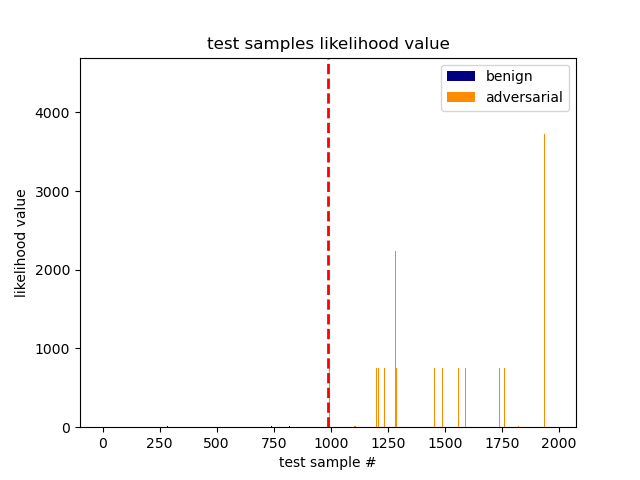 test samples likelihood value
benign
adversarial
4000
3000
2000
1000
0
likelihood value
0 250 500 750 1000 1250 1500 1750 2000
test sample #